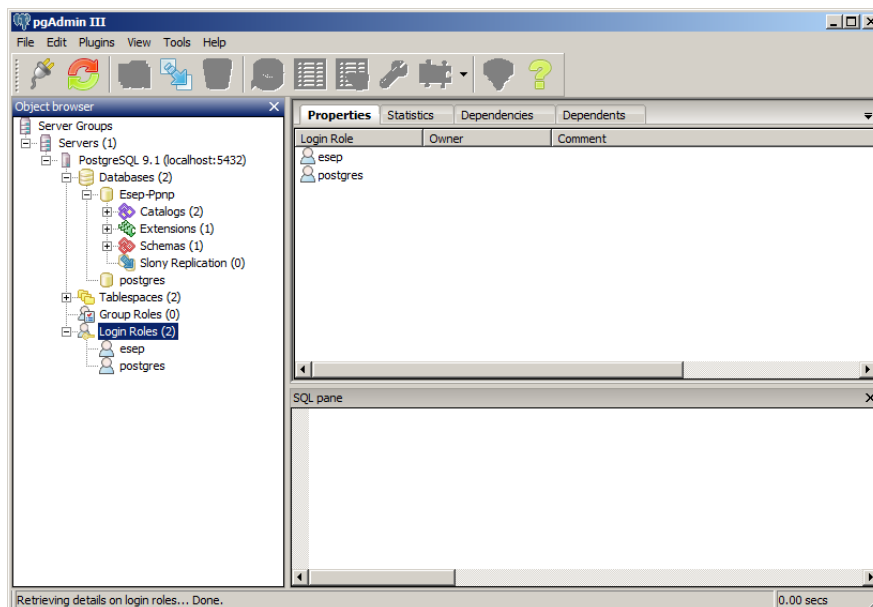 pgAdmin III
File Edit Plugins View Tools Help
Object browser
Server Groups
Servers (1)
PostgreSQL 9.1 (localhost:5432)
Databases (2)
Esep-Ppnp
Catalogs (2)
Extensions (1)
Schemas (1)
Slony Replication (0)
postgres
Tablespaces (2)
Group Roles (0)
Login Roles (2)
esep
postgres
Properties Statistics Dependencies Dependents
Login Role Owner Comment
esep
postgres
SQL pane
Retrieving details on login roles... Done. 0.00 secs